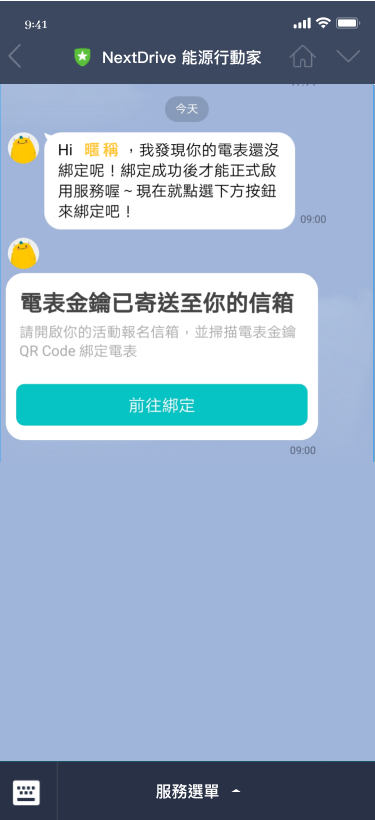 9:41
NextDrive 能源行動家
今天
Hi 暱稱 ，我發現你的電表還沒
綁定呢！綁定成功後才能正式啟
用服務喔～現在就點選下方按鈕
來綁定吧！
09:00
電表金鑰已寄送至你的信箱
請開啟你的活動報名信箱，並掃描電表金鑰
QR Code 綁定電表
前往綁定
09:00
服務選單